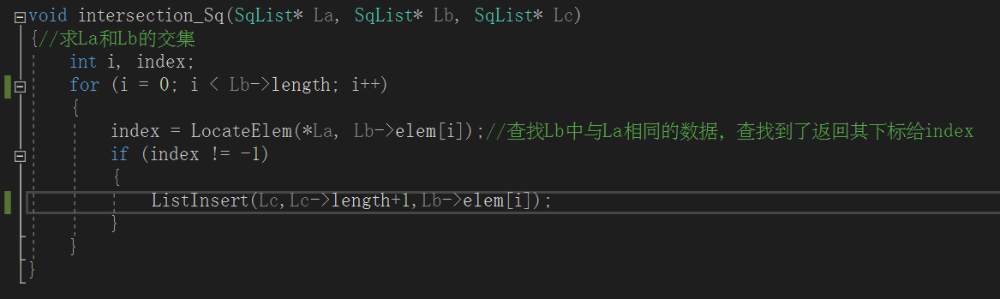 void intersection_Sq(SqList* La, SqList* Lb, SqList* Lc)
{//求La和Lb的交集
int i, index;
for (i = 0; i < Lb->length; i++)
{
index = LocateElem(*La, Lb->elem[i]);//查找Lb中与La相同的数据，查找到了返回其下标给index
if (index != -1)
{
ListInsert(Lc,Lc->length+1,Lb->elem[i]);
}
}
}